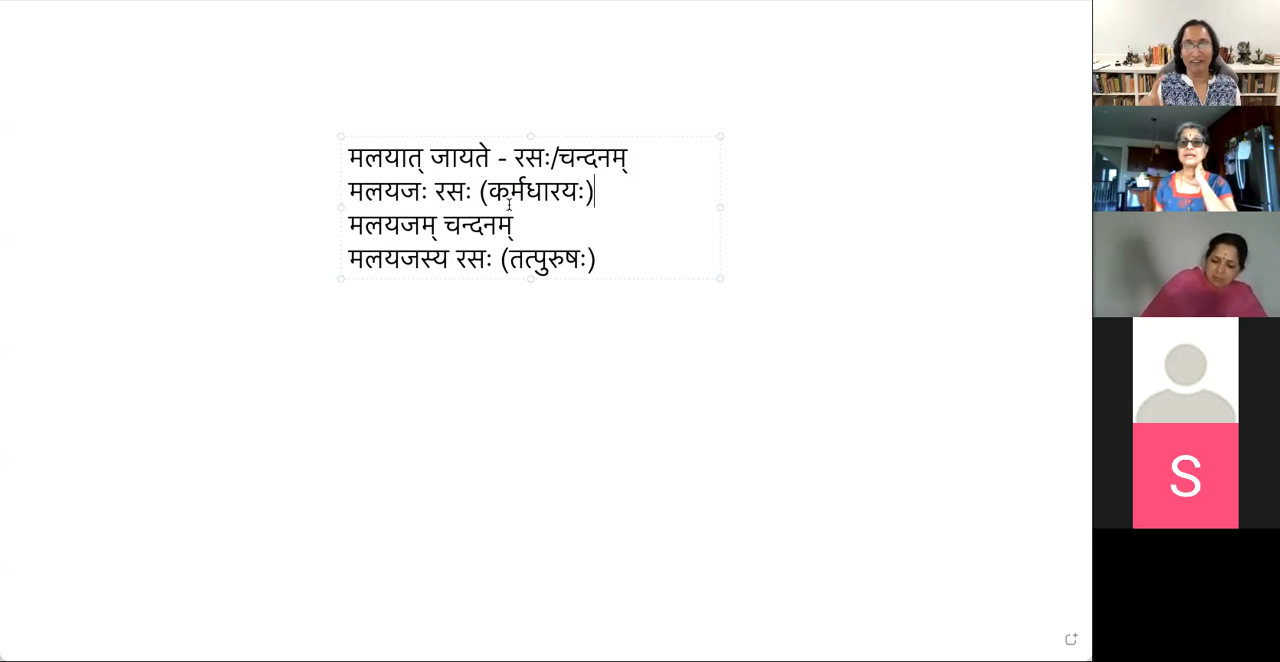 मलयात् जायते - रसः/चन्दनम्
मलयजः रसः (कर्मधारयः)
मलयजम् चन्दनम्
मलयजस्य रसः (तत्पुरुषः)
S